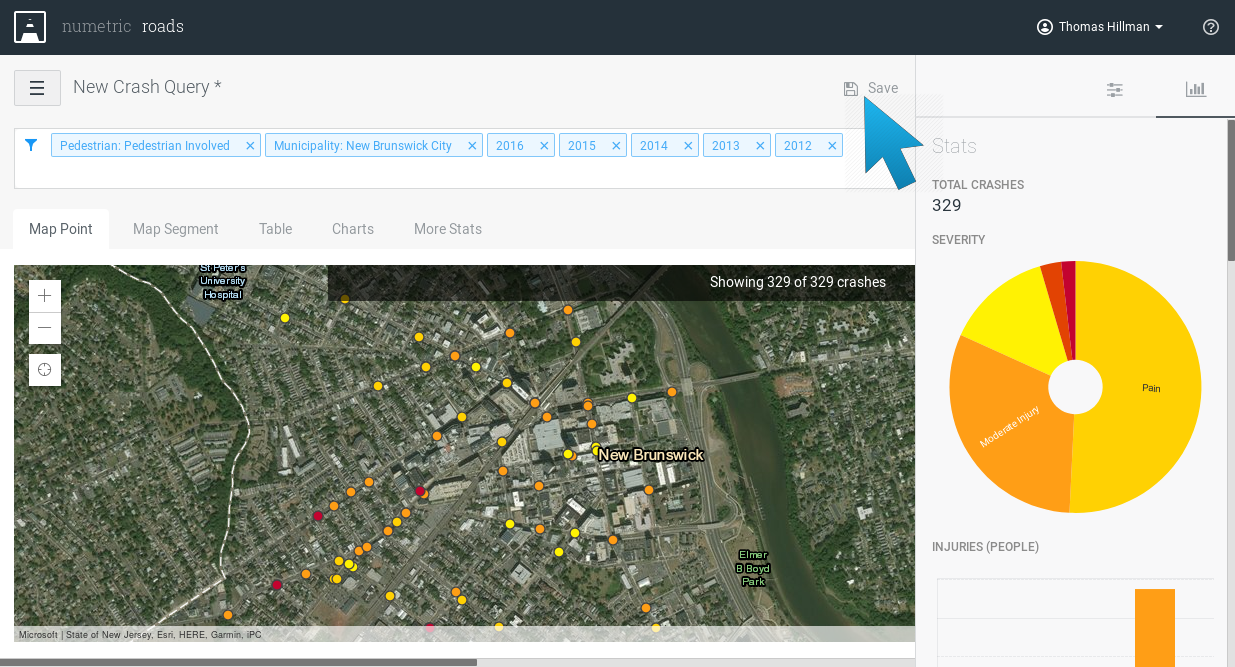 numetric roads
Thomas Hillman
New Crash Query *
Save
Pedestrian: Pedestrian Involved
Municipality: New Brunswick City
2016
2015
2014
2013
2012
Map Point
Map Segment
Table
Charts
More Stats
Showing 329 of 329 crashes
St Peter's
University
Hospital
New Brunswick
Elmer
B Boyd
Park
Microsoft | State of New Jersey, Esri, HERE, Garmin, iPC
Stats
TOTAL CRASHES
329
SEVERITY
Pain
Moderate Injury
INJURIES (PEOPLE)